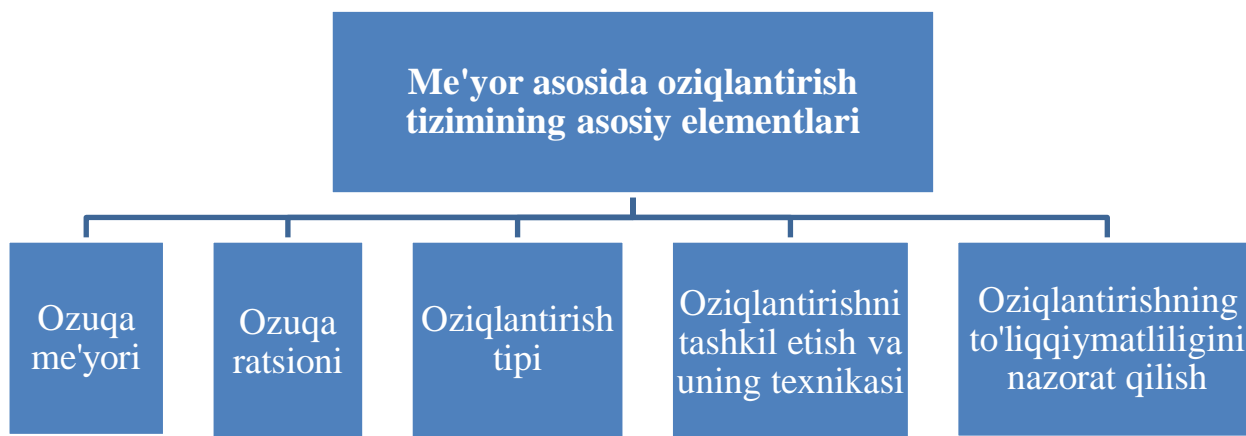 Me'yor asosida oziqlantirish
tizimining asosiy elementlari
Ozuqa
me'yori
Ozuqa
ratsioni
Oziqlantirish
tipi
Oziqlantirishni
tashkil etish va
uning texnikasi
Oziqlantirishning
to'liqqiymatliligini
nazorat qilish